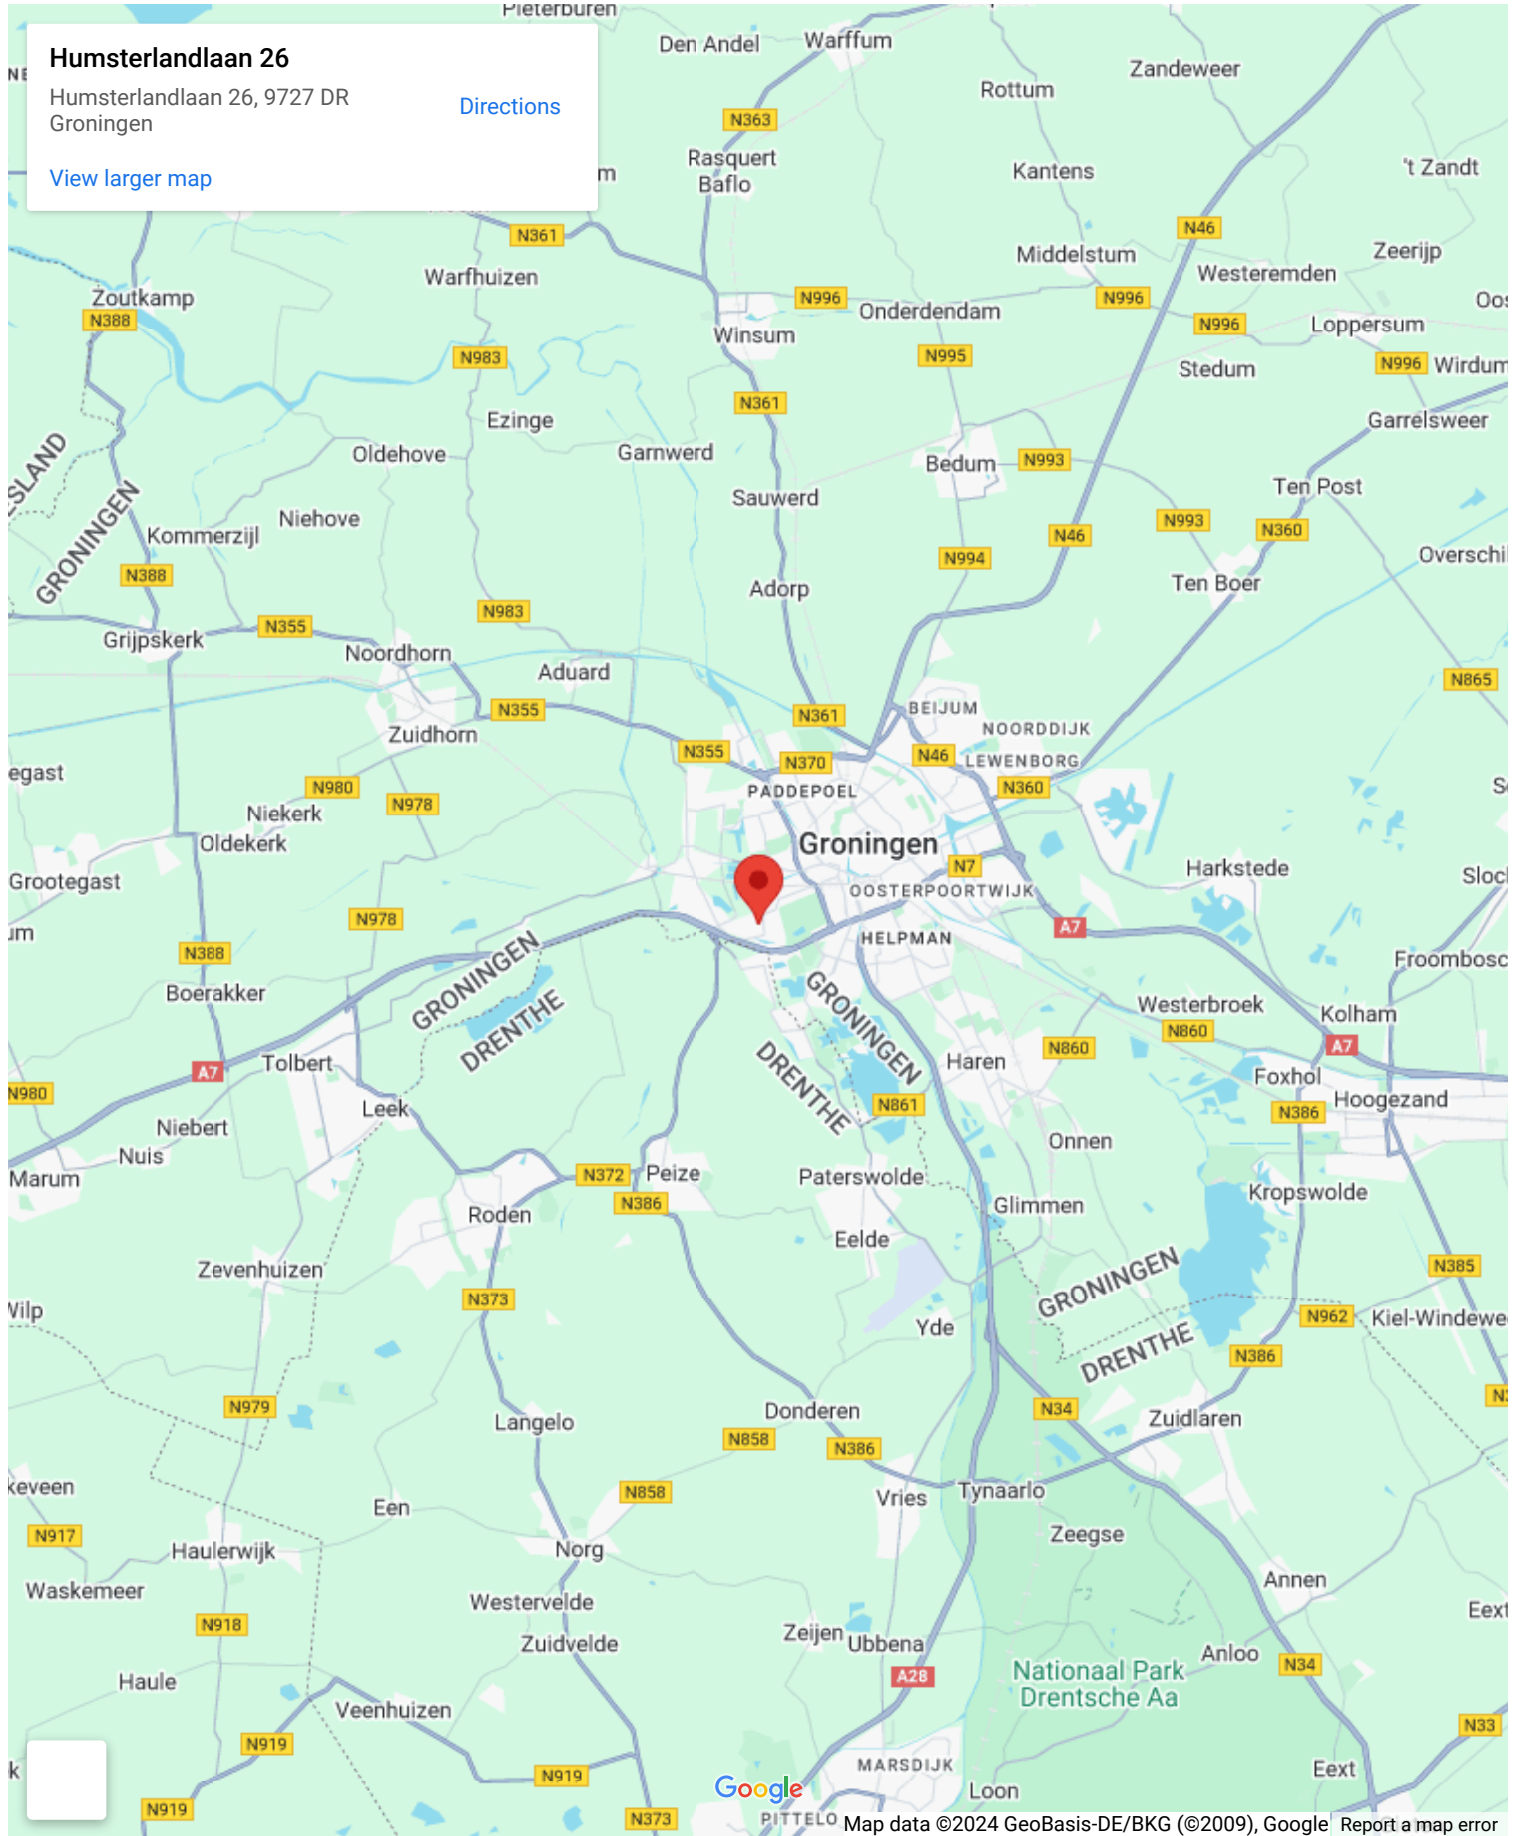 Pieterburen
Humsterlandlaan 26
Humsterlandlaan 26, 9727 DR
Groningen
Directions
View larger map
Den Andel
Warffum
Zandeweer
Rottum
N363
Rasquert
Baflo
Kantens
't Zandt
N361
N46
Middelstum
Zeerijp
Warfhuizen
Westeremden
Zoutkamp
N388
N996
Onderdendam
N996
N996
Loppersum
Winsum
N983
N995
Stedum
N996
Wirdum
N361
Ezinge
Garrelsweer
Oldehove
Garnwerd
Bedum
N993
Sauwerd
Ten Post
GRONINGEN
Niehove
Kommerzijl
N993
N360
N46
N994
N388
Adorp
Ten Boer
N983
N355
Grijpskerk
Noordhorn
Aduard
N865
N355
N361
BEIJUM
Zuidhorn
NOORDDIJK
N355
N370
N46
LEWENBORG
N980
N360
PADDEPOEL
N978
Niekerk
Oldekerk
Groningen
N7
Harkstede
Grootegast
OOSTERPOORTWIJK
N978
A7
HELPMAN
N388
GRONINGEN
DRENTHE
Boerakker
GRONINGEN
DRENTHE
Westerbroek
Kolham
N860
Tolbert
A7
N860
A7
Haren
Foxhol
N980
Leek
N861
N386
Hoogezand
Niebert
Onnen
Nuis
Marum
N372
Peize
Paterswolde
Kropswolde
N386
Glimmen
Roden
Eelde
Zevenhuizen
N385
GRONINGEN
DRENTHE
N373
N962
Yde
N386
N979
N34
Donderen
Zuidlaren
Langelo
N858
N386
N858
Vries
Tynaarlo
Een
N917
Zeegse
Haulerwijk
Norg
Waskemeer
Annen
Westervelde
N918
Zeijen
Ubbena
Zuidvelde
Anloo
N34
Haule
A28
Nationaal Park
Drentsche Aa
Veenhuizen
N33
N919
MARSDIJK
Eext
N919
Google
Loon
N919
N373
PITTELO
Map data ©2024 GeoBasis-DE/BKG (©2009), Google
Report a map error